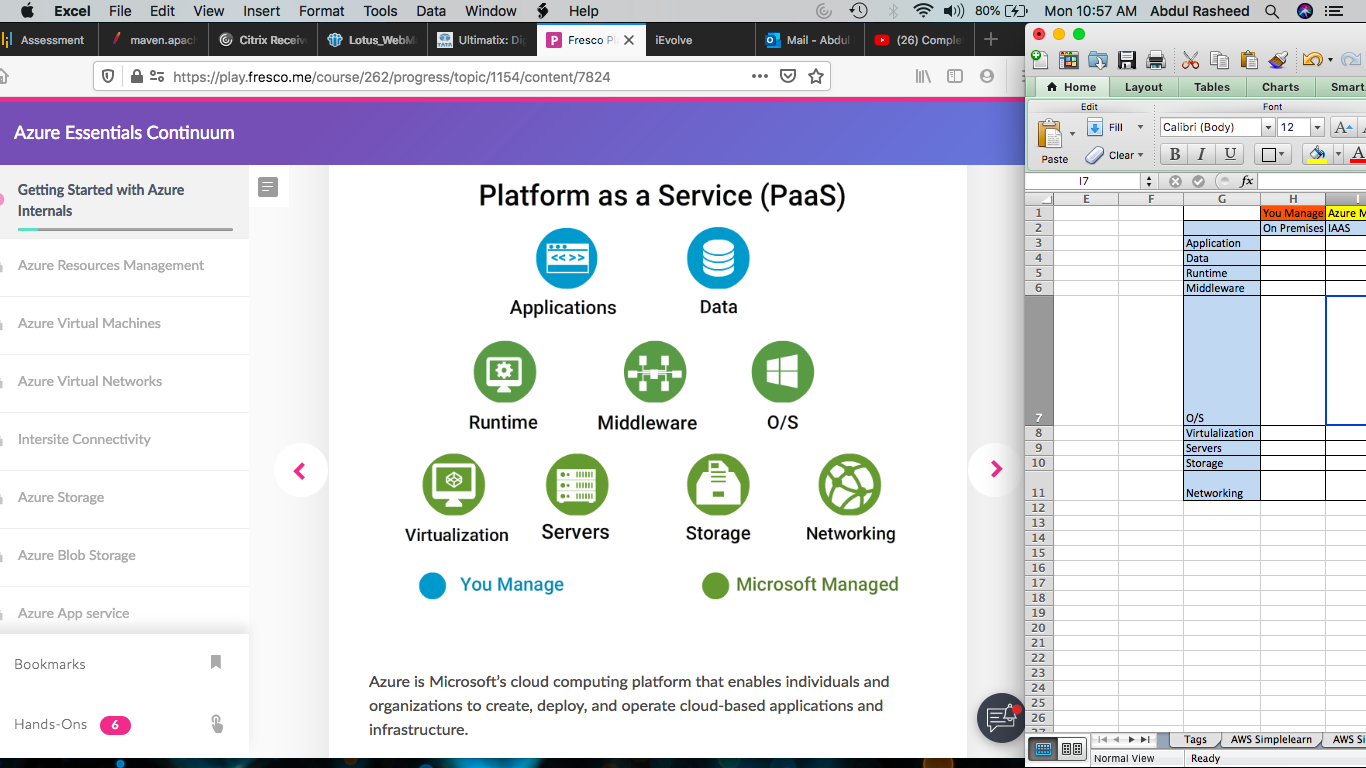 Excel File Edit View Insert Format Tools Data Window Help 80% Mon 10:57 AM Abdul Rasheed
Assessment maven.apac Citrix Receiv Lotus_WebM Ultimatix: Di Fresco P iEvolve Mail - Abdul (26) Comple
https://play.fresco.me/course/262/progress/topic/1154/content/7824
Azure Essentials Continuum
Getting Started with Azure
Internals
Azure Resources Management
Azure Virtual Machines
Azure Virtual Networks
Intersite Connectivity
Azure Storage
Azure Blob Storage
Azure App service
Bookmarks
Hands-Ons 6
Platform as a Service (PaaS)
Applications Data
Runtime Middleware O/S
Virtualization Servers Storage Networking
You Manage Microsoft Managed
Azure is Microsoft's cloud computing platform that enables individuals and
organizations to create, deploy, and operate cloud-based applications and
infrastructure.
Home Layout Tables Charts Smart
Edit Font
Paste Fill Clear Calibri (Body) 12 A A
B I U A
I7 fx
E F G H I
1 You Manage Azure M
2 On Premises IAAS
3 Application
4 Data
5 Runtime
6 Middleware
7 O/S
8 Virtulalization
9 Servers
10 Storage
11 Networking
12
13
14
15
16
17
18
19
20
21
22
23
24
25
26
27
Tags AWS Simplelearn AWS Si
Normal View Ready